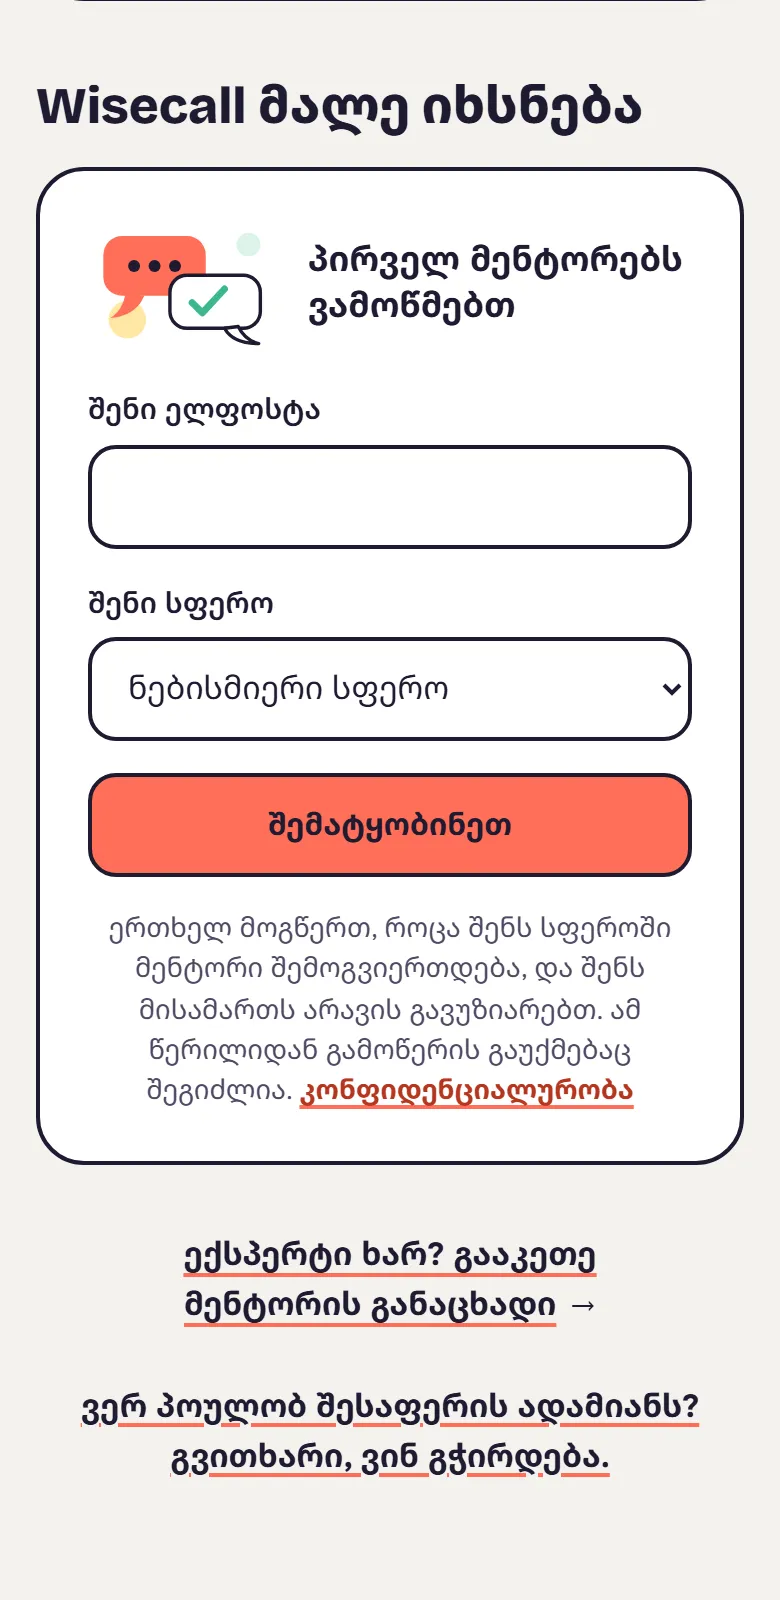 Wisecall მალე იხსნება
პირველ მენტორებს
ვამოწმებთ
შენი ელფოსტა
შენი სფერო
ნებისმიერი სფერო
შემატყობინეთ
ერთხელ მოგწერთ, როცა შენს სფეროში
მენტორი შემოგვიერთდება, და შენს
მისამართს არავის გავუზიარებთ. ამ
წერილიდან გამოწერის გაუქმებაც
შეგიძლია. კონფიდენციალურობა
ექსპერტი ხარ? გააკეთე
მენტორის განაცხადი →
ვერ პოულობ შესაფერის ადამიანს?
გვითხარი, ვინ გჭირდება.